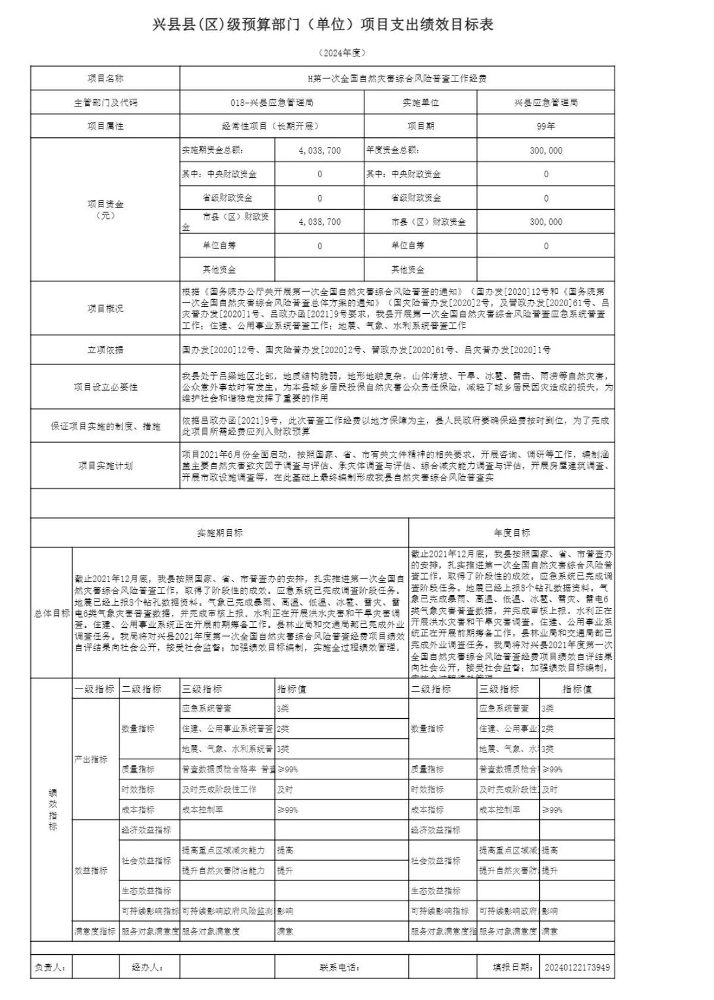 兴县县(区)级预算部门（单位）项目支出绩效目标表
（2024年度）
项目名称 H第一次全国自然灾害综合风险普查工作经费
主管部门及代码 018-兴县应急管理局 实施单位 兴县应急管理局
项目属性 经常性项目（长期开展） 项目期 99年
项目资金
（元）
实施期资金总额: 4,038,700 年度资金总额: 300,000
其中: 中央财政资金 0 其中: 中央财政资金 0
省级财政资金 0 省级财政资金 0
市县（区）财政资
金 4,038,700 市县（区）财政资金 300,000
单位自筹 0 单位自筹 0
其他资金 其他资金
项目概况
根据《国务院办公厅关开展第一次全国自然灾害综合风险普查的通知》（国办发[2020]12号和《国务院第
一次全国自然灾害综合风险普查总体方案的通知》（国灾险普办发[2020]2号，及晋政办发[2020]61号、吕
灾普办发[2020]1号、吕政办函[2021]9号要求，我县开展第一次全国自然灾害综合风险普查应急系统普查
工作；住建、公用事业系统普查工作；地震、气象、水利系统普查工作
立项依据 国办发[2020]12号、国灾险普办发[2020]2号、晋政办发[2020]61号、吕灾普办发[2020]1号
项目设立必要性
我县处于吕梁地区北部，地质结构脆弱，地形地貌复杂。山体滑坡、干旱、冰雹、雷击、雨涝等自然灾害，
公众意外事故时有发生。为本县城乡居民投保自然灾害公众责任保险，减轻了城乡居民因灾造成的损失，为
维护社会和谐稳定发挥了重要的作用
保证项目实施的制度、措施
依据吕政办函[2021]9号，此次普查工作经费以地方保障为主，县人民政府要确保经费按时到位，为了完成
此项目所需经费应列入财政预算
项目实施计划
项目2021年6月份全面启动，按照国家、省、市有关文件精神的相关要求，开展咨询、调研等工作，编制涵
盖主要自然灾害致灾因子调查与评估、承灾体调查与评估、综合减灾能力调查与评估，开展房屋建筑调查、
开展市政设施调查等，在此基础上最终编制形成我县自然灾害综合风险普查实
实施期目标 年度目标
总体目标
截止2021年12月底，我县按照国家、省、市普查办的安排，扎实推进第一次全国自
然灾害综合风险普查工作，取得了阶段性的成效。应急系统已完成调查阶段任务。
地震已经上报8个钻孔数据资料。气象已完成暴雨、高温、低温、冰雹、雪灾、雷
电6类气象灾害普查数据，并完成审核上报。水利正在开展洪水灾害和干旱灾害调
查。住建、公用事业系统正在开展前期筹备工作。县林业局和交通局都已完成外业
调查任务。我局将对兴县2021年度第一次全国自然灾害综合风险普查经费项目绩效
自评结果向社会公开，接受社会监督；加强绩效目标编制，实施全过程绩效管理。
截止2021年12月底，我县按照国家、省、市普查办
的安排，扎实推进第一次全国自然灾害综合风险普
查工作，取得了阶段性的成效。应急系统已完成调
查阶段任务。地震已经上报8个钻孔数据资料。气
象已完成暴雨、高温、低温、冰雹、雪灾、雷电6
类气象灾害普查数据，并完成审核上报。水利正在
开展洪水灾害和干旱灾害调查。住建、公用事业系
统正在开展前期筹备工作。县林业局和交通局都已
完成外业调查任务。我局将对兴县2021年度第一次
全国自然灾害综合风险普查经费项目绩效自评结果
向社会公开，接受社会监督；加强绩效目标编制，
绩效指标
一级指标 二级指标 三级指标 指标值 二级指标 三级指标 指标值
产出指标
数量指标 应急系统普查 3类 数量指标 应急系统普查 3类
住建、公用事业系统普查 2类 住建、公用事业 2类
地震、气象、水利系统普 3类 地震、气象、水 3类
质量指标 普查数据质检合格率 普查 ≥99% 质量指标 普查数据质检合 ≥99%
时效指标 及时完成阶段性工作 及时 时效指标 及时完成阶段性 及时
成本指标 成本控制率 ≥99% 成本指标 成本控制率 ≥99%
效益指标
经济效益指标 经济效益指标
社会效益指标 提高重点区域减灾能力 提高 社会效益指标 提高重点区域减 提高
提升自然灾害防治能力 提升 提升自然灾害防 提升
生态效益指标 生态效益指标
可持续影响指标 可持续影响政府风险监测 影响 可持续影响指标 可持续影响政府 影响
满意度指标 服务对象满意度 服务对象满意度 满意 服务对象满意度指 服务对象满意度 满意
负责人: 经办人: 联系电话: 填报日期: 20240122173949